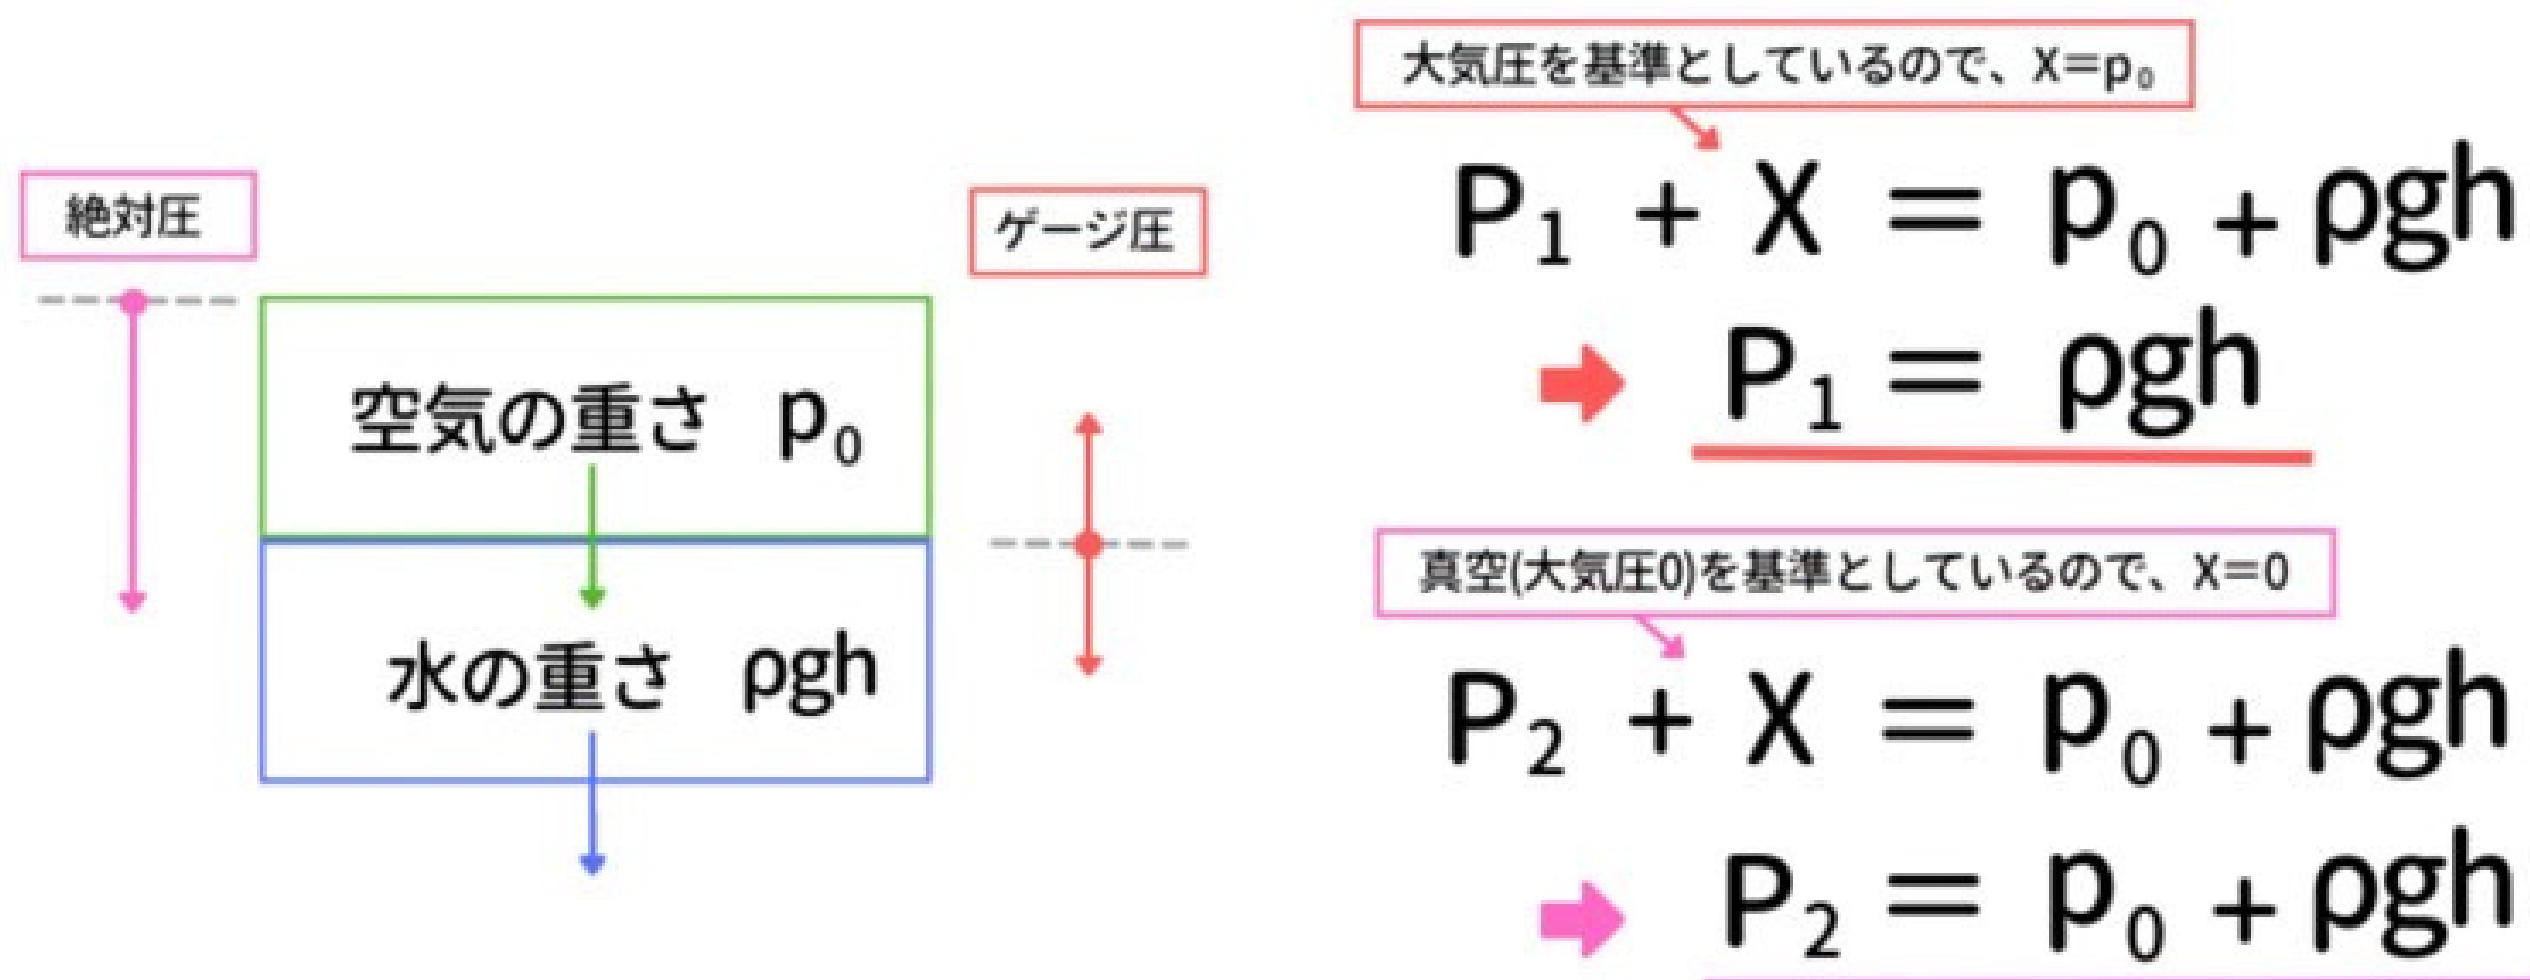 絶対圧
空気の重さ p₀
水の重さ ρgh
ゲージ圧
大気圧を基準としているので、X=p₀
P₁ + X = p₀ + ρgh
P₁ = ρgh
真空(大気圧0)を基準としているので、X=0
P₂ + X = p₀ + ρgh
P₂ = p₀ + ρgh